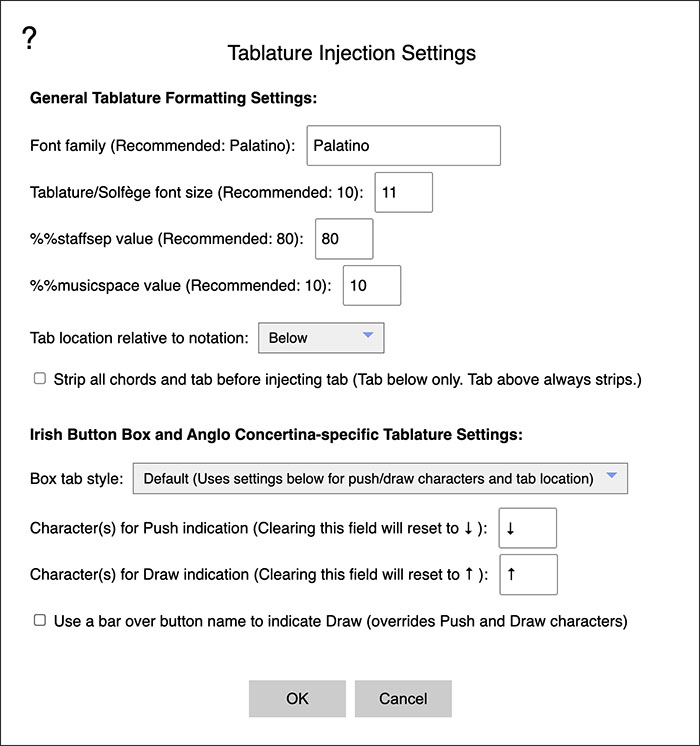 ?
Tablature Injection Settings
General Tablature Formatting Settings:
Font family (Recommended: Palatino): Palatino
Tablature/Solfège font size (Recommended: 10): 11
%%staffsep value (Recommended: 80): 80
%%musicspace value (Recommended: 10): 10
Tab location relative to notation: Below
Strip all chords and tab before injecting tab (Tab below only. Tab above always strips.)
Irish Button Box and Anglo Concertina-specific Tablature Settings:
Box tab style: Default (Uses settings below for push/draw characters and tab location)
Character(s) for Push indication (Clearing this field will reset to ↓ ): ↓
Character(s) for Draw indication (Clearing this field will reset to ↑ ): ↑
Use a bar over button name to indicate Draw (overrides Push and Draw characters)
OK Cancel